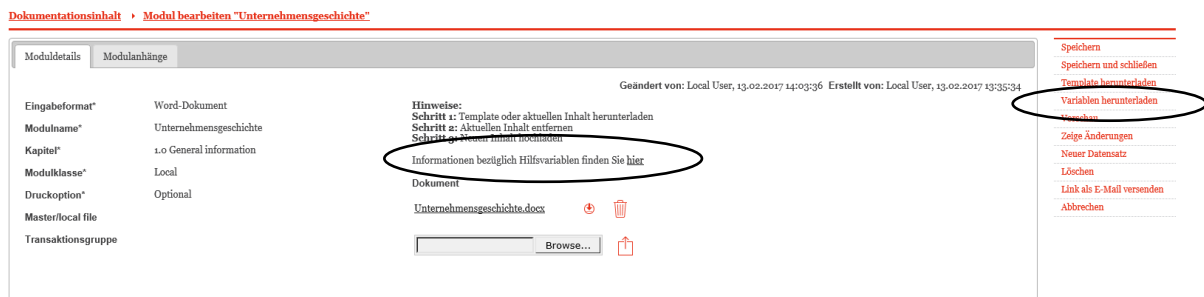 Dokumentationsinhalt Modul bearbeiten "Unternehmensgeschichte"
Moduldetails Modulanhänge
Geändert von: Local User, 13.02.2017 14:03:36 Erstellt von: Local User, 13.02.2017 13:35:34
Eingabeformat* Word-Dokument
Modulname* Unternehmensgeschichte
Kapitel* 1.0 General information
Modulklasse* Local
Druckoption* Optional
Master/local file
Transaktionsgruppe
Hinweise:
Schritt 1: Template oder aktuellen Inhalt herunterladen
Schritt 2: Aktuellen Inhalt entfernen
Schritt 3: Neuen Inhalt hochladen
Informationen bezüglich Hilfsvariablen finden Sie hier
Dokument
Unternehmensgeschichte.docx
Browse...
Speichern
Speichern und schließen
Template herunterladen
Variablen herunterladen
Vorschau
Zeige Änderungen
Neuer Datensatz
Löschen
Link als E-Mail versenden
Abbrechen